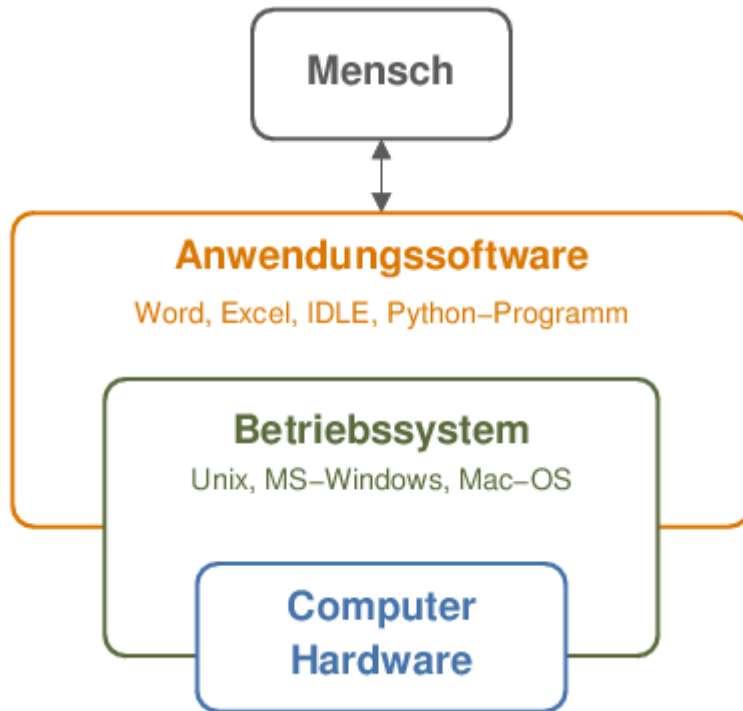 Mensch
Anwendungssoftware
Word, Excel, IDLE, Python−Programm
Betriebssystem
Unix, MS−Windows, Mac−OS
Computer
Hardware